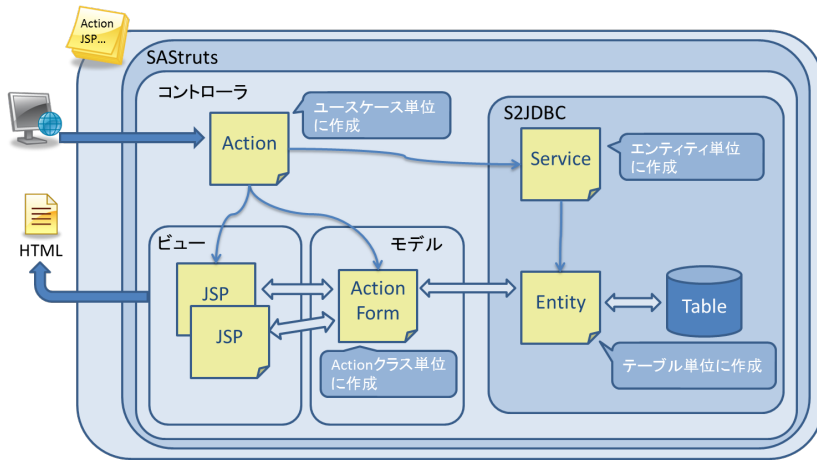 Action
JSP...
SAStruts
コントローラ
ユースケース単位
に作成
S2JDBC
Action
Service
エンティティ単位
に作成
HTML
ビュー
モデル
JSP
JSP
Action
Form
Entity
Table
Actionクラス単位
に作成
テーブル単位に作成